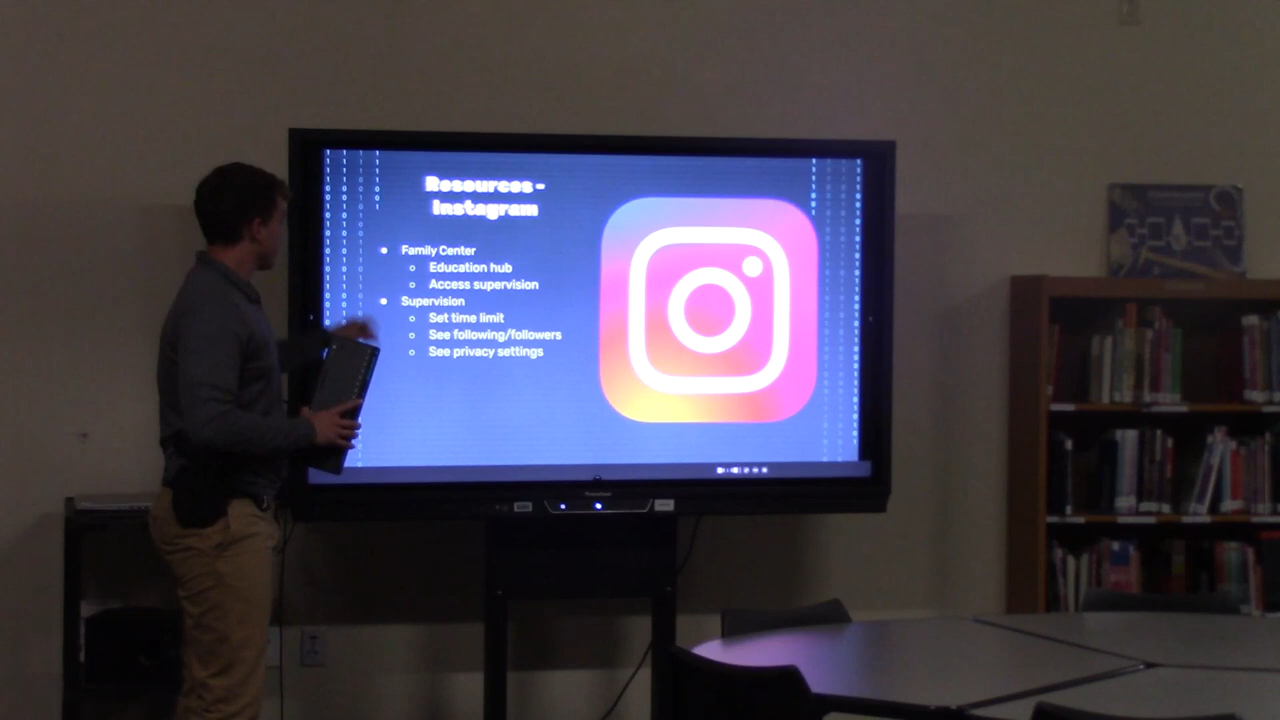 Resources -
Instagram
Family Center
Education hub
Access supervision
Supervision
Set time limit
See following/followers
See privacy settings